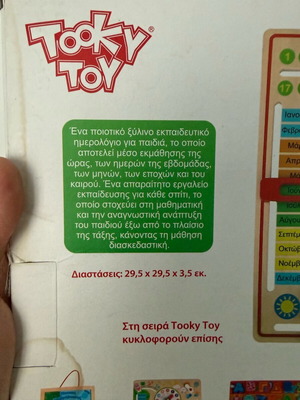 TOOKY
TOY
Ένα ποιοτικό ξύλινο εκπαιδευτικό
ημερολόγιο για παιδιά, το οποίο
αποτελεί μέσο εκμάθησης της
ώρας, των ημερών της εβδομάδας,
των μηνών, των εποχών και του
καιρού. Ένα απαραίτητο εργαλείο
εκπαίδευσης για κάθε σπίτι, το
οποίο στοχεύει στη μαθηματική
και την αναγνωστική ανάπτυξη
του παιδιού έξω από το πλαίσιο
της τάξης, κάνοντας τη μάθηση
διασκεδαστική.
Διαστάσεις: 29,5 x 29,5 x 3,5 εκ.
Στη σειρά Tooky Toy
κυκλοφορούν επίσης
1
17